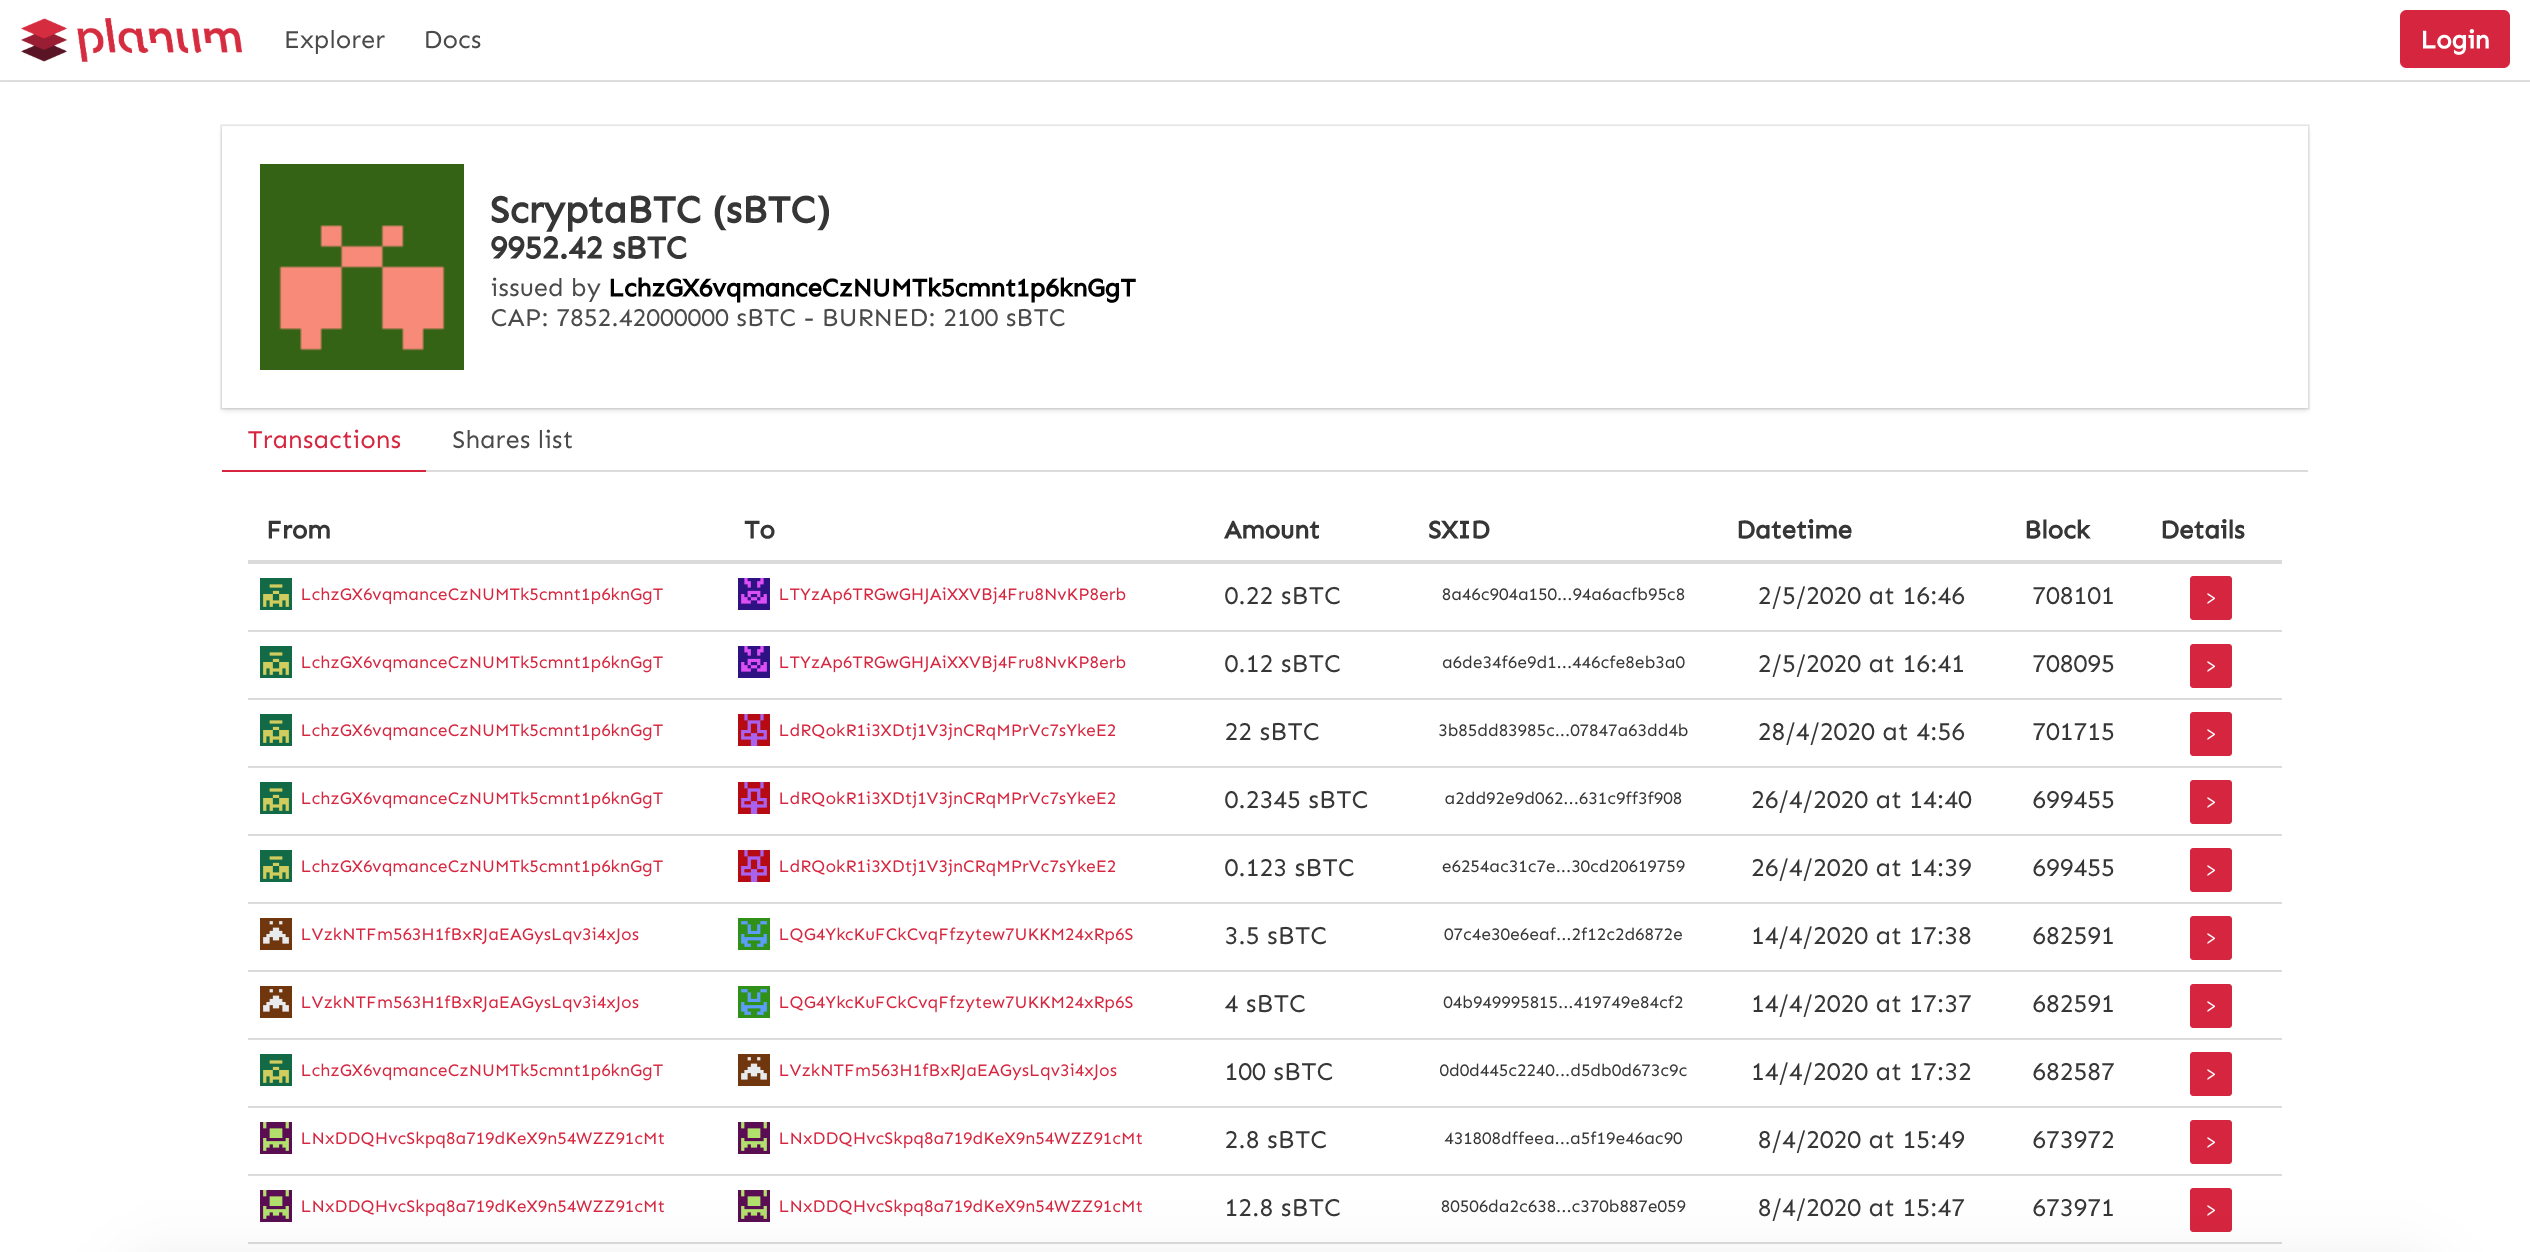 planum Explorer Docs Login
ScryptaBTC (sBTC)
9952.42 sBTC
issued by LchzGX6vqmanceCzNUMTk5cmnt1p6knGgT
CAP: 7852.42000000 sBTC - BURNED: 2100 sBTC
Transactions Shares list
From To Amount SXID Datetime Block Details
LchzGX6vqmanceCzNUMTk5cmnt1p6knGgT LTYzAp6TRGwGHJAiXXVBj4Fru8NvKP8erb 0.22 sBTC 8a46c904a150...94a6acfb95c8 2/5/2020 at 16:46 708101 >
LchzGX6vqmanceCzNUMTk5cmnt1p6knGgT LTYzAp6TRGwGHJAiXXVBj4Fru8NvKP8erb 0.12 sBTC a6de34f6e9d1...446cfe8eb3a0 2/5/2020 at 16:41 708095 >
LchzGX6vqmanceCzNUMTk5cmnt1p6knGgT LdRQokR1i3XDtj1V3jnCRqMPrVc7sYkeE2 22 sBTC 3b85dd83985c...07847a63dd4b 28/4/2020 at 4:56 701715 >
LchzGX6vqmanceCzNUMTk5cmnt1p6knGgT LdRQokR1i3XDtj1V3jnCRqMPrVc7sYkeE2 0.2345 sBTC a2dd92e9d062...631c9ff3f908 26/4/2020 at 14:40 699455 >
LchzGX6vqmanceCzNUMTk5cmnt1p6knGgT LdRQokR1i3XDtj1V3jnCRqMPrVc7sYkeE2 0.123 sBTC e6254ac31c7e...30cd20619759 26/4/2020 at 14:39 699455 >
LVzkNTFm563H1fBxRJaEAGysLqv3i4xJos LQG4YkcKuFCkCvqFfzytew7UKKM24xRp6S 3.5 sBTC 07c4e30e6eaf...2f12c2d6872e 14/4/2020 at 17:38 682591 >
LVzkNTFm563H1fBxRJaEAGysLqv3i4xJos LQG4YkcKuFCkCvqFfzytew7UKKM24xRp6S 4 sBTC 04b949995815...419749e84cf2 14/4/2020 at 17:37 682591 >
LchzGX6vqmanceCzNUMTk5cmnt1p6knGgT LVzkNTFm563H1fBxRJaEAGysLqv3i4xJos 100 sBTC 0d0d445c2240...d5db0d673c9c 14/4/2020 at 17:32 682587 >
LNxDDQHvcSkpq8a719dKeX9n54WZZ91cMt LNxDDQHvcSkpq8a719dKeX9n54WZZ91cMt 2.8 sBTC 431808dffeea...a5f19e46ac90 8/4/2020 at 15:49 673972 >
LNxDDQHvcSkpq8a719dKeX9n54WZZ91cMt LNxDDQHvcSkpq8a719dKeX9n54WZZ91cMt 12.8 sBTC 80506da2c638...c370b887e059 8/4/2020 at 15:47 673971 >